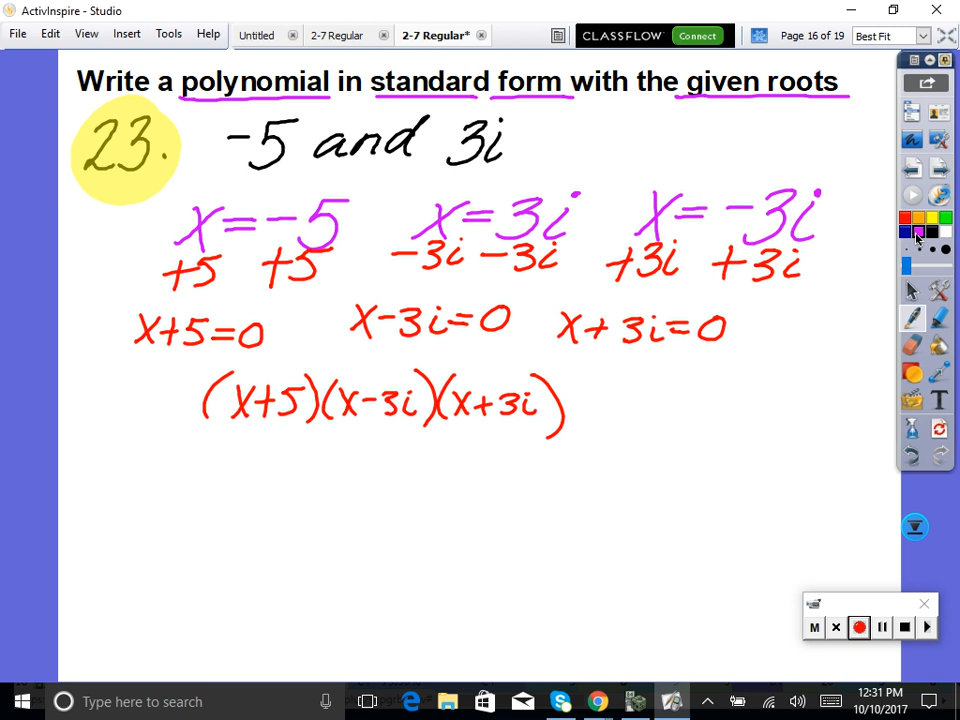 ActivInspire - Studio
File Edit View Insert Tools Help Untitled 2-7 Regular 2-7 Regular* CLASSFLOW Connect Page 16 of 19 Best Fit
Write a polynomial in standard form with the given roots
23. -5 and 3i
x=-5 x=3i x=-3i
+5 +5 -3i -3i +3i +3i
x+5=0 x-3i=0 x+3i=0
(x+5)(x-3i)(x+3i)
M
Type here to search
12:31 PM
10/10/2017